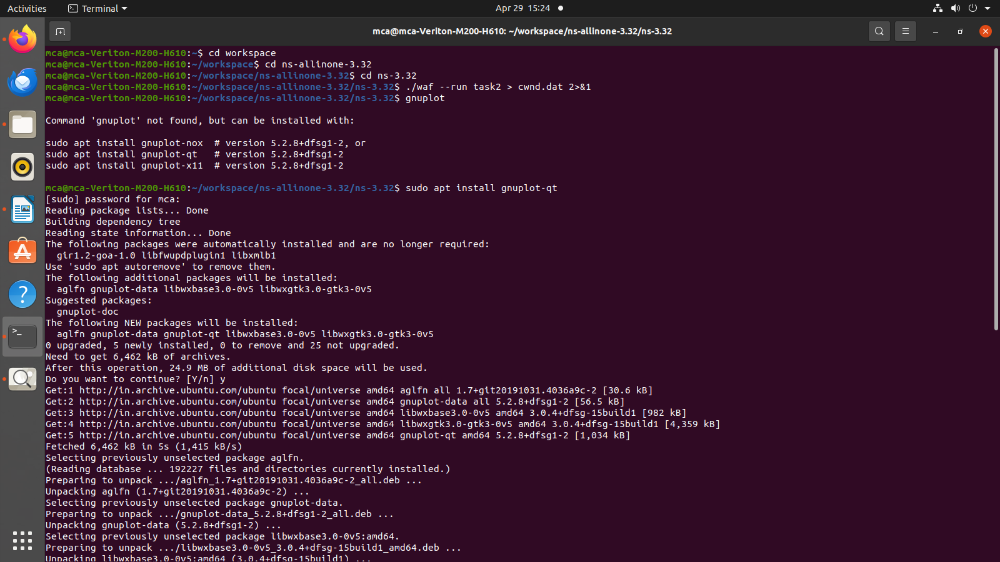 Activities
Terminal
Apr 29 15:24
mca@mca-Veriton-M200-H610: ~/workspace/ns-allinone-3.32/ns-3.32
mca@mca-Veriton-M200-H610:~$ cd workspace
mca@mca-Veriton-M200-H610:~/workspace$ cd ns-allinone-3.32
mca@mca-Veriton-M200-H610:~/workspace/ns-allinone-3.32$ cd ns-3.32
mca@mca-Veriton-M200-H610:~/workspace/ns-allinone-3.32/ns-3.32$ ./waf --run task2 > cwnd.dat 2>&1
mca@mca-Veriton-M200-H610:~/workspace/ns-allinone-3.32/ns-3.32$ gnuplot
Command 'gnuplot' not found, but can be installed with:
sudo apt install gnuplot-nox  # version 5.2.8+dfsg1-2, or
sudo apt install gnuplot-qt   # version 5.2.8+dfsg1-2
sudo apt install gnuplot-x11  # version 5.2.8+dfsg1-2
mca@mca-Veriton-M200-H610:~/workspace/ns-allinone-3.32/ns-3.32$ sudo apt install gnuplot-qt
[sudo] password for mca:
Reading package lists... Done
Building dependency tree
Reading state information... Done
The following packages were automatically installed and are no longer required:
  gir1.2-goa-1.0 libfwupdplugin1 libxmlb1
Use 'sudo apt autoremove' to remove them.
The following additional packages will be installed:
  aglfn gnuplot-data libwxbase3.0-0v5 libwxgtk3.0-gtk3-0v5
Suggested packages:
  gnuplot-doc
The following NEW packages will be installed:
  aglfn gnuplot-data gnuplot-qt libwxbase3.0-0v5 libwxgtk3.0-gtk3-0v5
0 upgraded, 5 newly installed, 0 to remove and 25 not upgraded.
Need to get 6,462 kB of archives.
After this operation, 24.9 MB of additional disk space will be used.
Do you want to continue? [Y/n] y
Get:1 http://in.archive.ubuntu.com/ubuntu focal/universe amd64 aglfn all 1.7+git20191031.4036a9c-2 [30.6 kB]
Get:2 http://in.archive.ubuntu.com/ubuntu focal/universe amd64 gnuplot-data all 5.2.8+dfsg1-2 [56.5 kB]
Get:3 http://in.archive.ubuntu.com/ubuntu focal/universe amd64 libwxbase3.0-0v5 amd64 3.0.4+dfsg-15build1 [982 kB]
Get:4 http://in.archive.ubuntu.com/ubuntu focal/universe amd64 libwxgtk3.0-gtk3-0v5 amd64 3.0.4+dfsg-15build1 [4,359 kB]
Get:5 http://in.archive.ubuntu.com/ubuntu focal/universe amd64 gnuplot-qt amd64 5.2.8+dfsg1-2 [1,034 kB]
Fetched 6,462 kB in 5s (1,415 kB/s)
Selecting previously unselected package aglfn.
(Reading database ... 192227 files and directories currently installed.)
Preparing to unpack .../aglfn_1.7+git20191031.4036a9c-2_all.deb ...
Unpacking aglfn (1.7+git20191031.4036a9c-2) ...
Selecting previously unselected package gnuplot-data.
Preparing to unpack .../gnuplot-data_5.2.8+dfsg1-2_all.deb ...
Unpacking gnuplot-data (5.2.8+dfsg1-2) ...
Selecting previously unselected package libwxbase3.0-0v5:amd64.
Preparing to unpack .../libwxbase3.0-0v5_3.0.4+dfsg-15build1_amd64.deb ...
Unpacking libwxbase3.0-0v5:amd64 (3.0.4+dfsg-15build1) ...